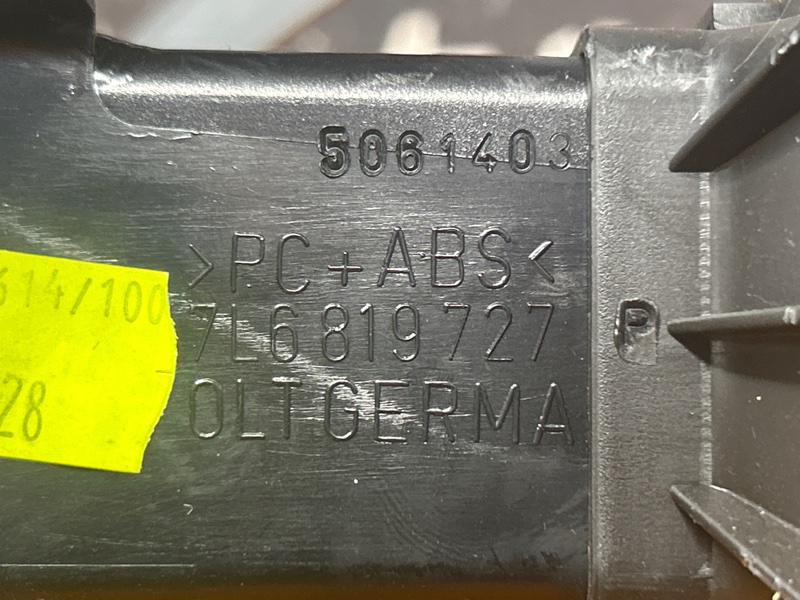 5061403
>PC+ABS<
614/100
7L6 819 727
P
28
OLTGERMA